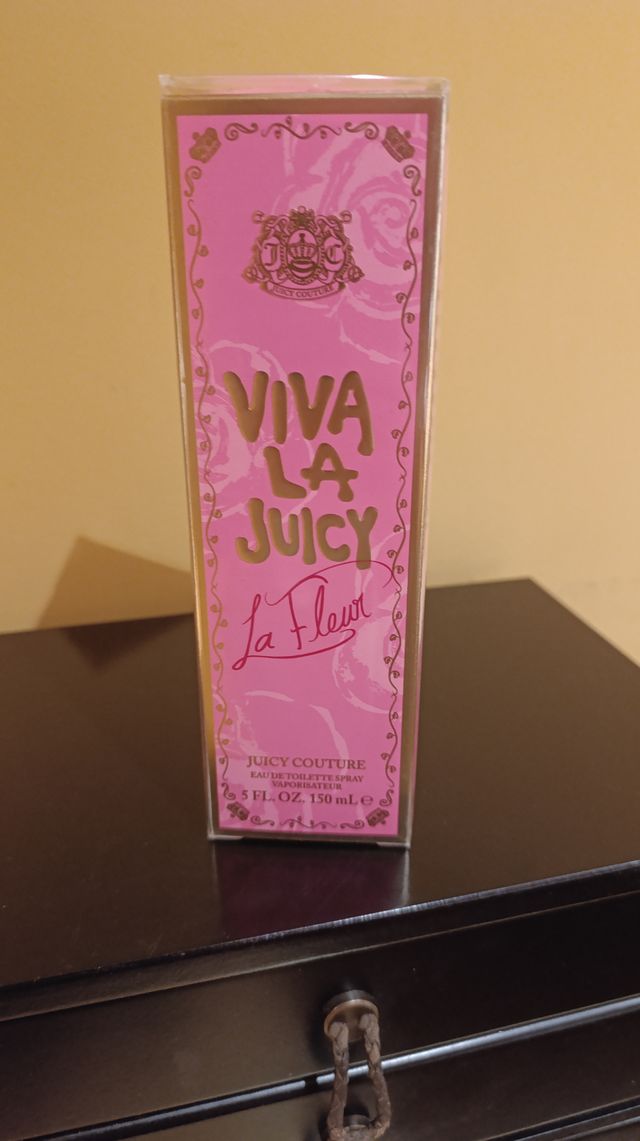 J C
JUICY COUTURE
VIVA
LA
JUICY
La Fleur
JUICY COUTURE
EAU DE TOILETTE SPRAY
VAPORISATEUR
5 FL. OZ. 150 mL ℮